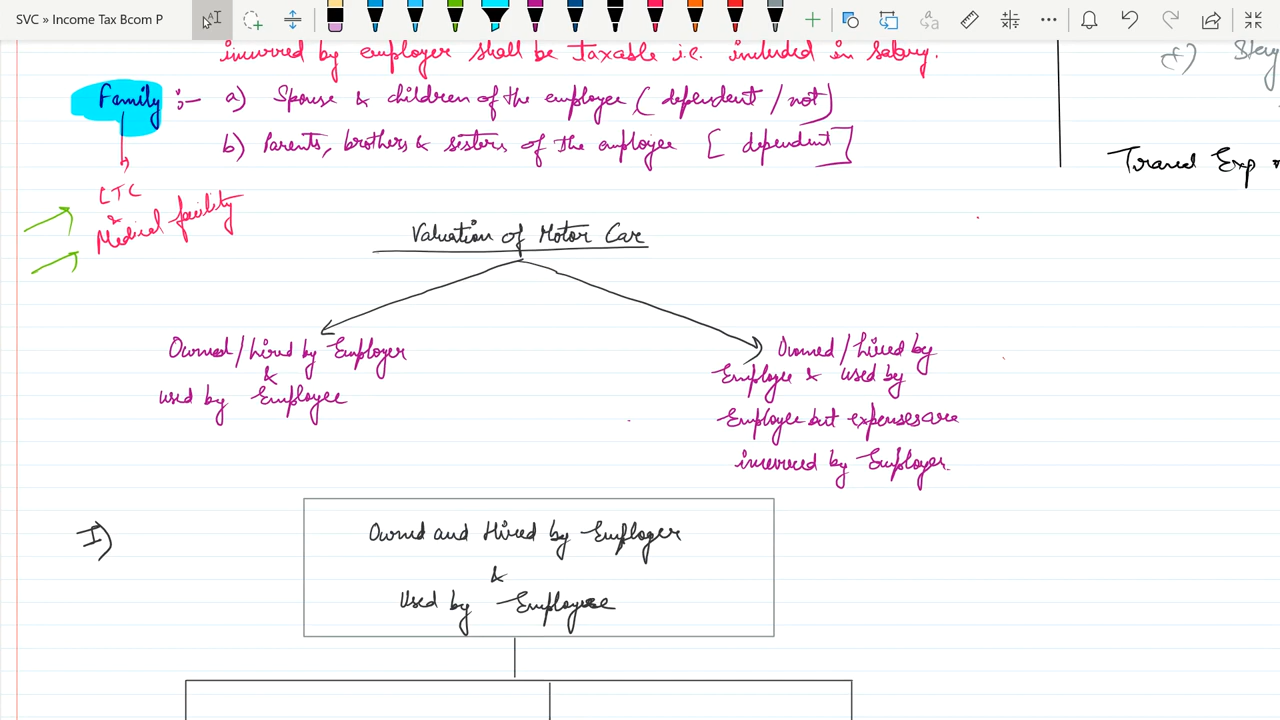 SVC » Income Tax Bcom P
incurred by employer shall be taxable i.e. included in salary.
Family :- a) Spouse & children of the employee (dependent / not)
b) Parents, brothers & sisters of the employee [dependent]
LTC
&
Medical facility
Travel Exp
Valuation of Motor Car
Owned/hired by Employer
&
used by Employee
Owned/hired by
Employee & used by
Employee but expenses are
incurred by Employer.
I)
Owned and Hired by Employer
&
Used by Employee